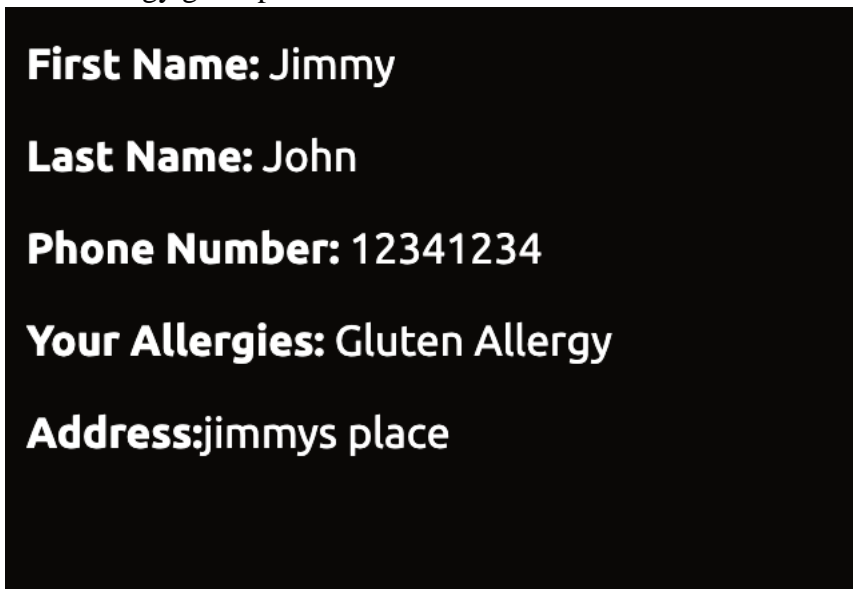 First Name: Jimmy
Last Name: John
Phone Number: 12341234
Your Allergies: Gluten Allergy
Address:jimmys place